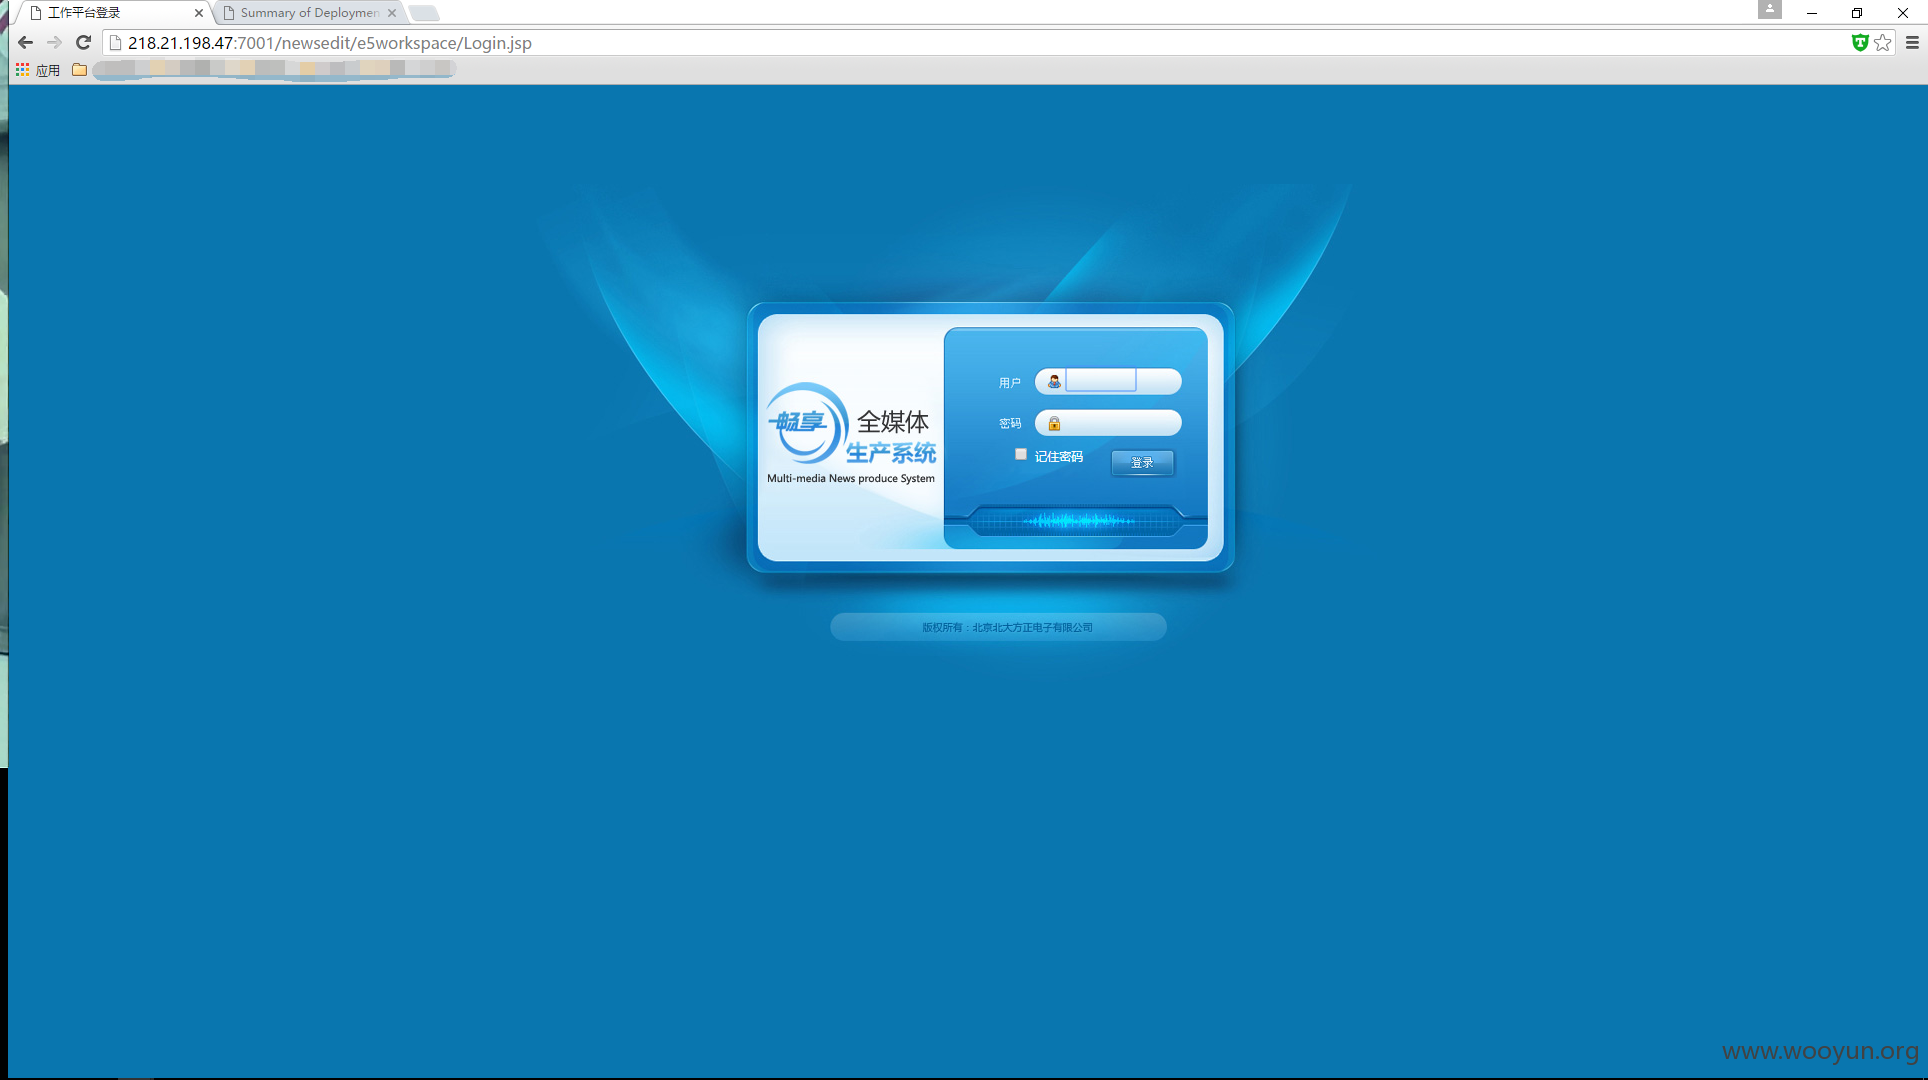 工作平台登录
Summary of Deploymen
218.21.198.47:7001/newsedit/e5workspace/Login.jsp
应用
用户
密码
记住密码
登录
畅享
全媒体
生产系统
Multi-media News produce System
版权所有：北京北大方正电子有限公司
www.wooyun.org